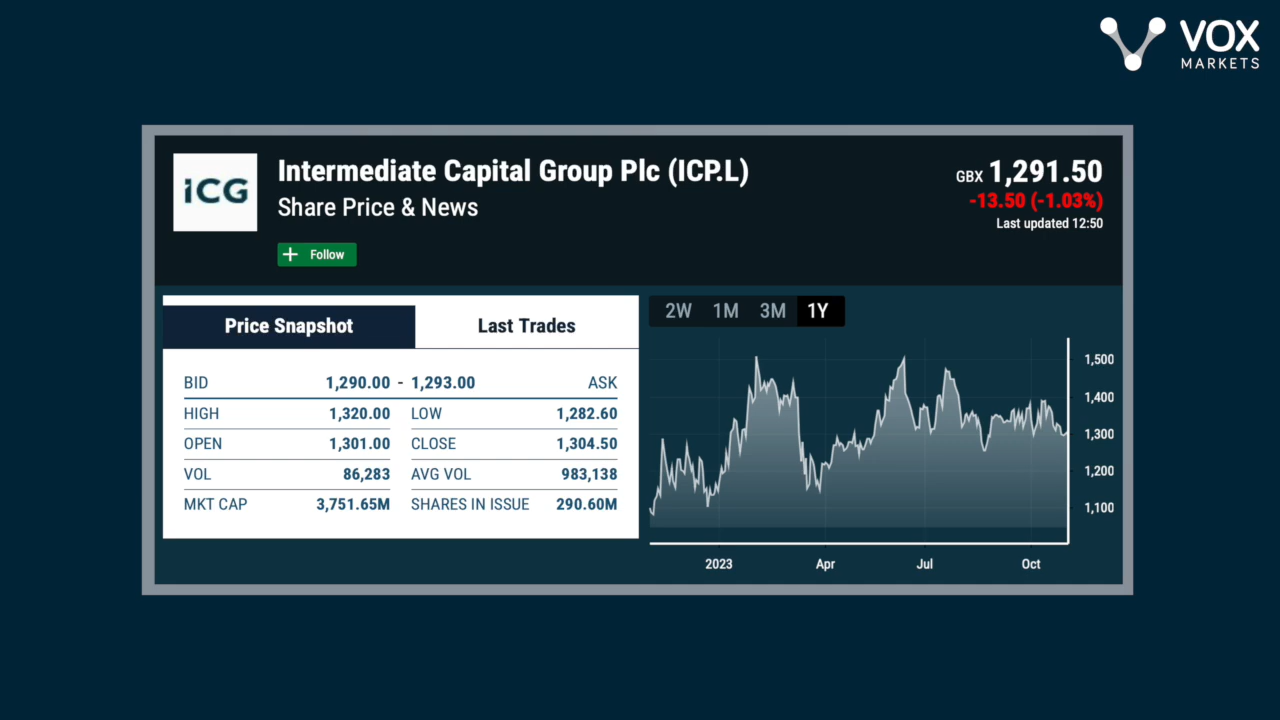 VOX
MARKETS
ICG
Intermediate Capital Group Plc (ICP.L)
Share Price & News
+ Follow
GBX 1,291.50
-13.50 (-1.03%)
Last updated 12:50
Price Snapshot
Last Trades
BID 1,290.00 - 1,293.00 ASK
HIGH 1,320.00 LOW 1,282.60
OPEN 1,301.00 CLOSE 1,304.50
VOL 86,283 AVG VOL 983,138
MKT CAP 3,751.65M SHARES IN ISSUE 290.60M
2W 1M 3M 1Y
1,500
1,400
1,300
1,200
1,100
2023 Apr Jul Oct